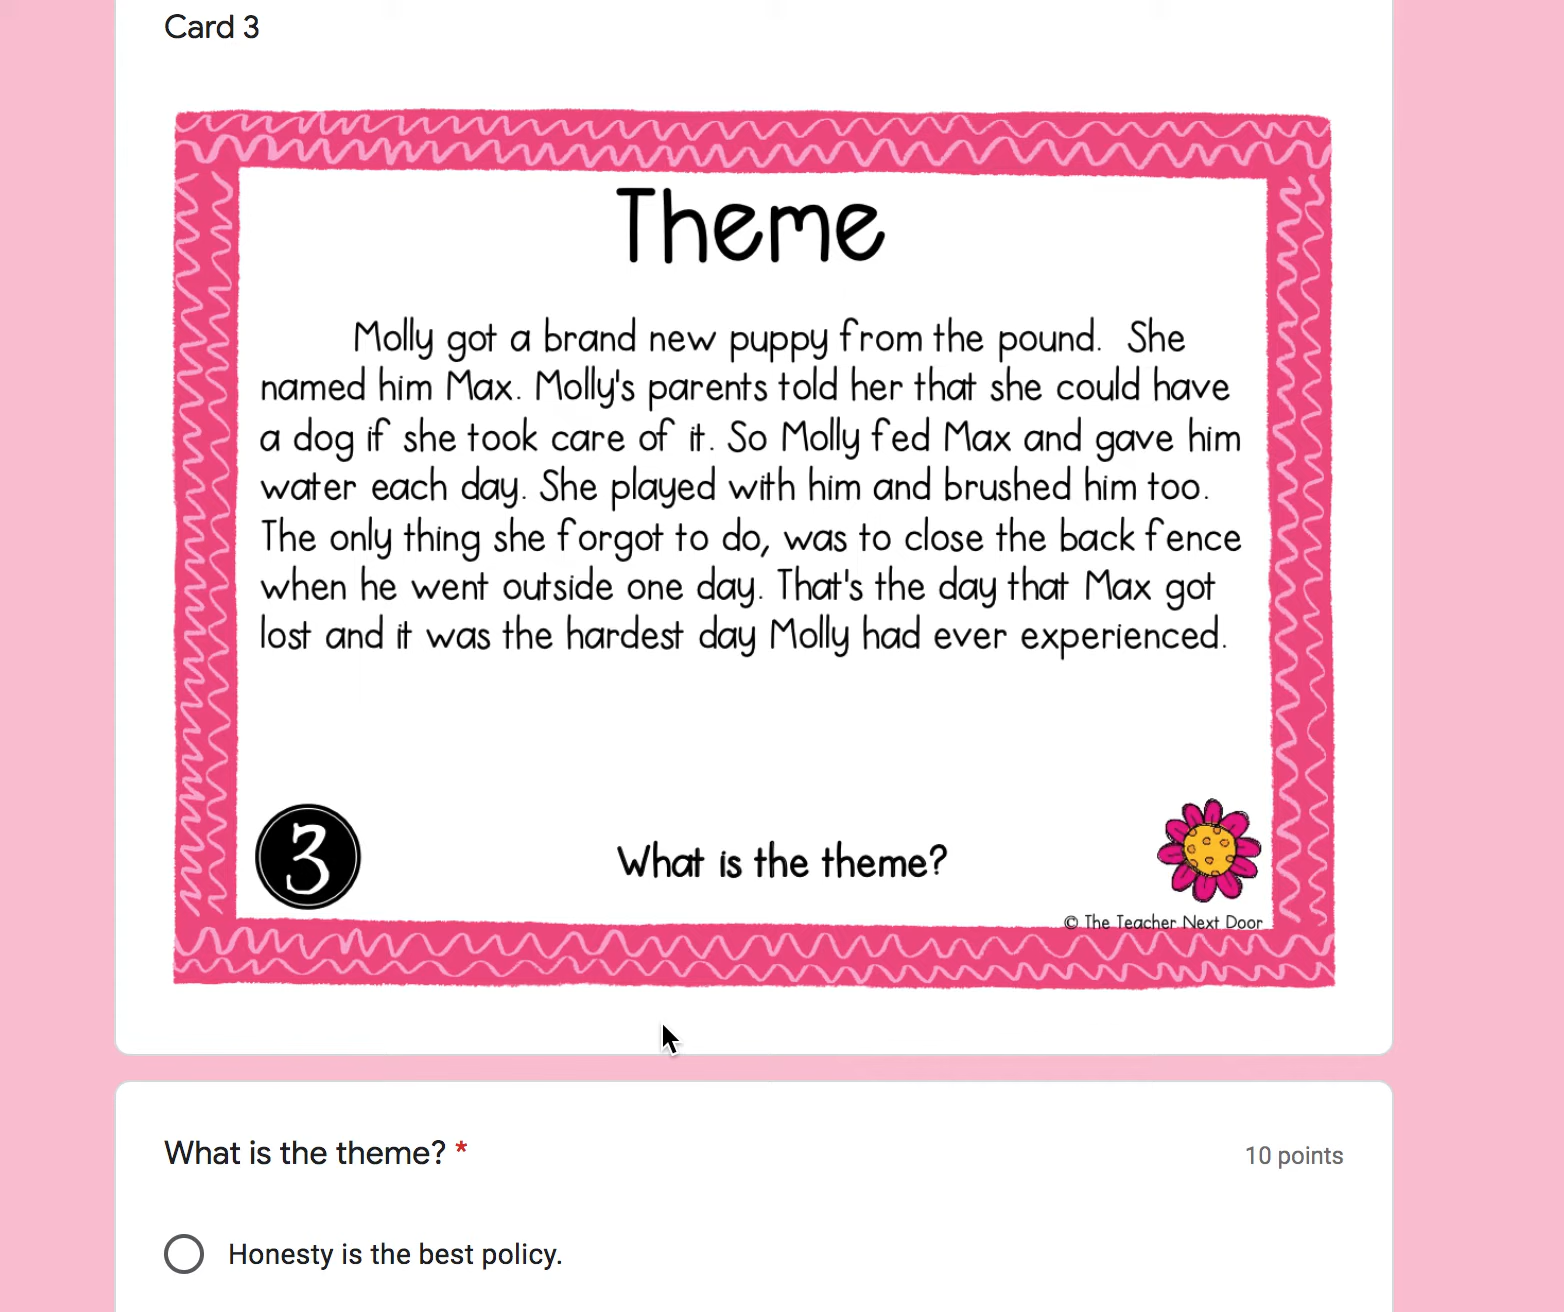 Card 3
Theme
Molly got a brand new puppy from the pound. She
named him Max. Molly's parents told her that she could have
a dog if she took care of it. So Molly fed Max and gave him
water each day. She played with him and brushed him too.
The only thing she forgot to do, was to close the back fence
when he went outside one day. That's the day that Max got
lost and it was the hardest day Molly had ever experienced.
3
What is the theme?
© The Teacher Next Door
What is the theme? *
10 points
Honesty is the best policy.